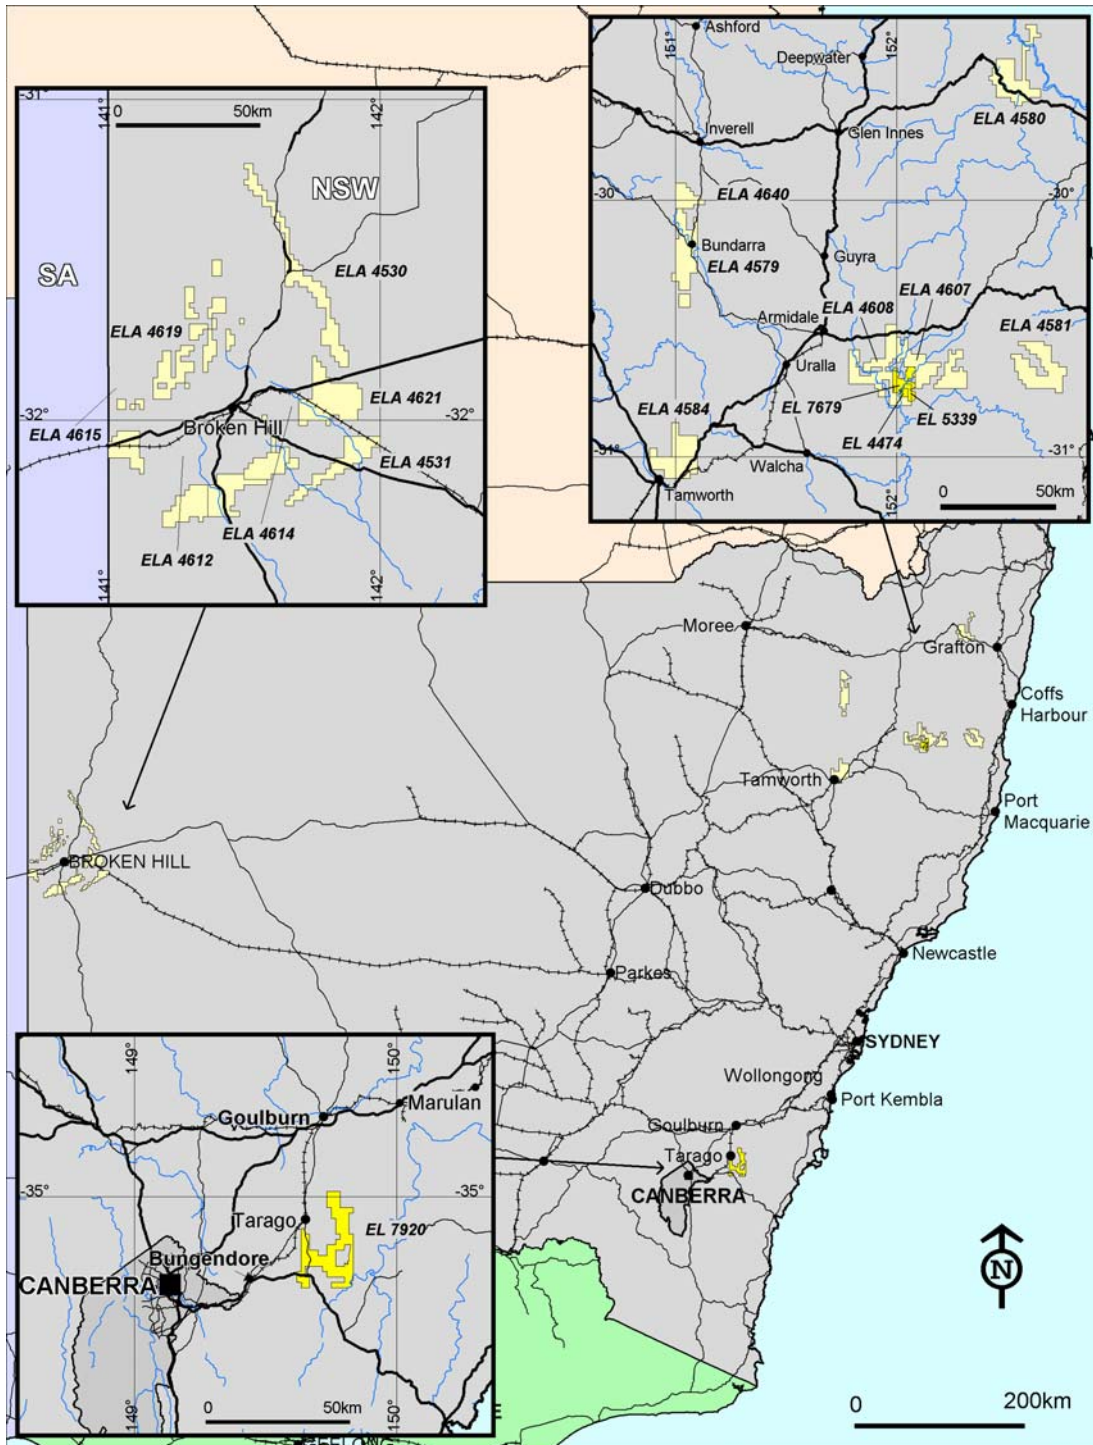 Ashford
Deepwater
151°
152°
ELA 4580
Inverell
Glen Innes
-30°
-30°
ELA 4640
Bundarra
ELA 4579
Guyra
ELA 4607
ELA 4608
Armidale
ELA 4581
Uralla
EL 7679
EL 5339
ELA 4584
EL 4474
-31°
-31°
Walcha
Tamworth
152°
0
50km
-31°
141°
0
50km
142°
NSW
SA
ELA 4530
ELA 4619
ELA 4621
-32°
-32°
ELA 4615
Broken Hill
ELA 4531
ELA 4614
ELA 4612
141°
142°
Moree
Grafton
Coffs
Harbour
Tamworth
Port
Macquarie
BROKEN HILL
Dubbo
Newcastle
Parkes
SYDNEY
Wollongong
Port Kembla
Goulburn
Tarago
CANBERRA
149°
150°
Marulan
Goulburn
-35°
-35°
Tarago
EL 7920
Bungendore
CANBERRA
149°
0
50km
150°
N
0
200km